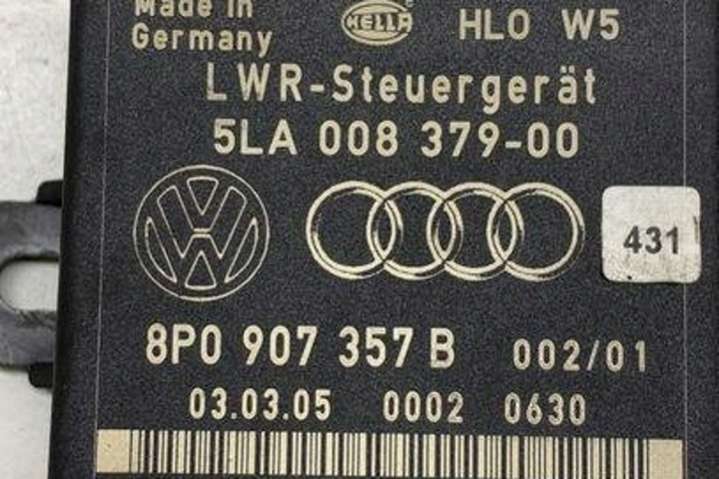 Made in
Germany
HELLA
HLO W5
LWR-Steuergerät
5LA 008 379-00
VW
431
8P0 907 357 B 002/01
03.03.05 0002 0630